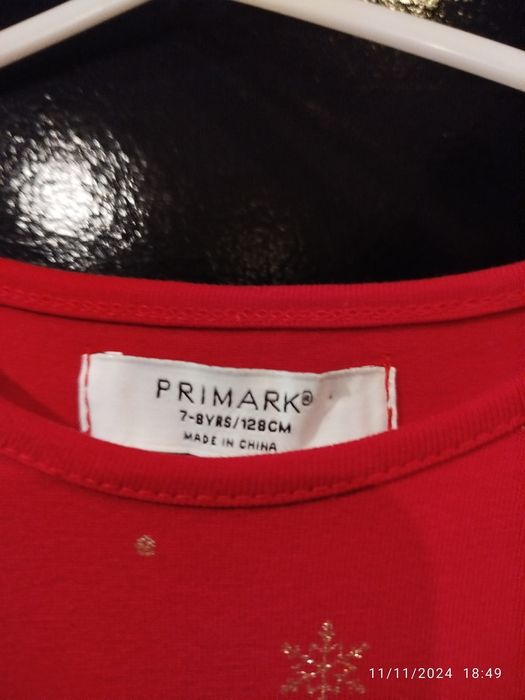 PRIMARK®
7-8YRS/128CM
MADE IN CHINA
11/11/2024 18:49